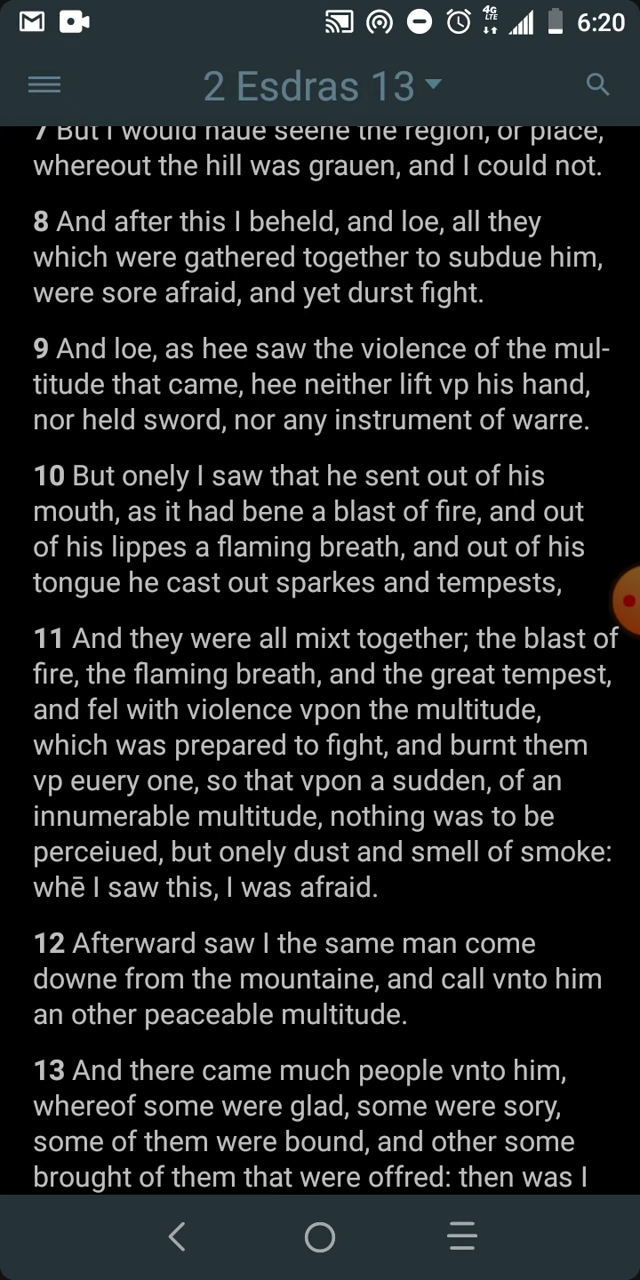 4G
LTE
6:20
2 Esdras 13
7 But I would haue seene the region, or place,
whereout the hill was grauen, and I could not.
8 And after this I beheld, and loe, all they
which were gathered together to subdue him,
were sore afraid, and yet durst fight.
9 And loe, as hee saw the violence of the mul-
titude that came, hee neither lift vp his hand,
nor held sword, nor any instrument of warre.
10 But onely I saw that he sent out of his
mouth, as it had bene a blast of fire, and out
of his lippes a flaming breath, and out of his
tongue he cast out sparkes and tempests,
11 And they were all mixt together; the blast of
fire, the flaming breath, and the great tempest,
and fel with violence vpon the multitude,
which was prepared to fight, and burnt them
vp euery one, so that vpon a sudden, of an
innumerable multitude, nothing was to be
perceiued, but onely dust and smell of smoke:
whē I saw this, I was afraid.
12 Afterward saw I the same man come
downe from the mountaine, and call vnto him
an other peaceable multitude.
13 And there came much people vnto him,
whereof some were glad, some were sory,
some of them were bound, and other some
brought of them that were offred: then was I